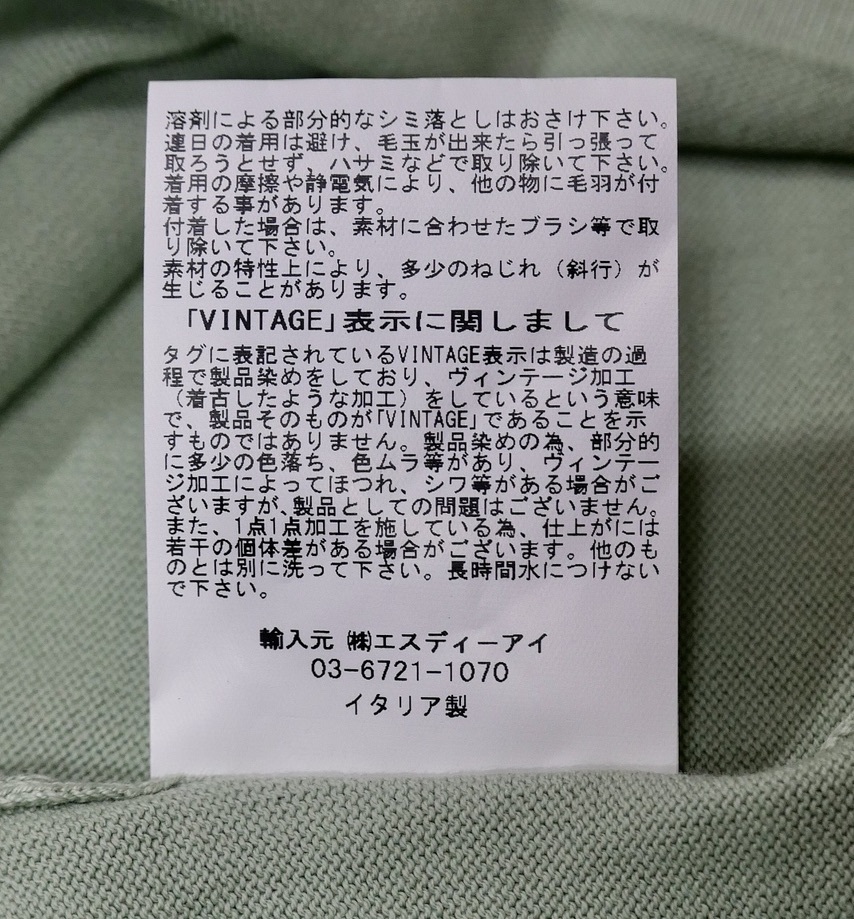 溶剤による部分的なシミ落としはおさけ下さい。
連日の着用は避け、毛玉が出来たら引っ張って
取ろうとせず、ハサミなどで取り除いて下さい。
着用の摩擦や静電気により、他の物に毛羽が付
着する事があります。
付着した場合は、素材に合わせたブラシ等で取
り除いて下さい。
素材の特性上により、多少のねじれ（斜行）が
生じることがあります。
「VINTAGE」表示に関しまして
タグに表記されているVINTAGE表示は製造の過
程で製品染めをしており、ヴィンテージ加工
（着古したような加工）をしているという意味
で、製品そのものが「VINTAGE」であることを示
すものではありません。製品染めの為、部分的
に多少の色落ち、色ムラ等があり、ヴィンテー
ジ加工によってほつれ、シワ等がある場合がご
ざいますが、製品としての問題はございません。
また、1点1点加工を施している為、仕上がには
若干の個体差がある場合がございます。他のも
のとは別に洗って下さい。長時間水につけない
で下さい。
輸入元 ㈱エスディーアイ
03-6721-1070
イタリア製